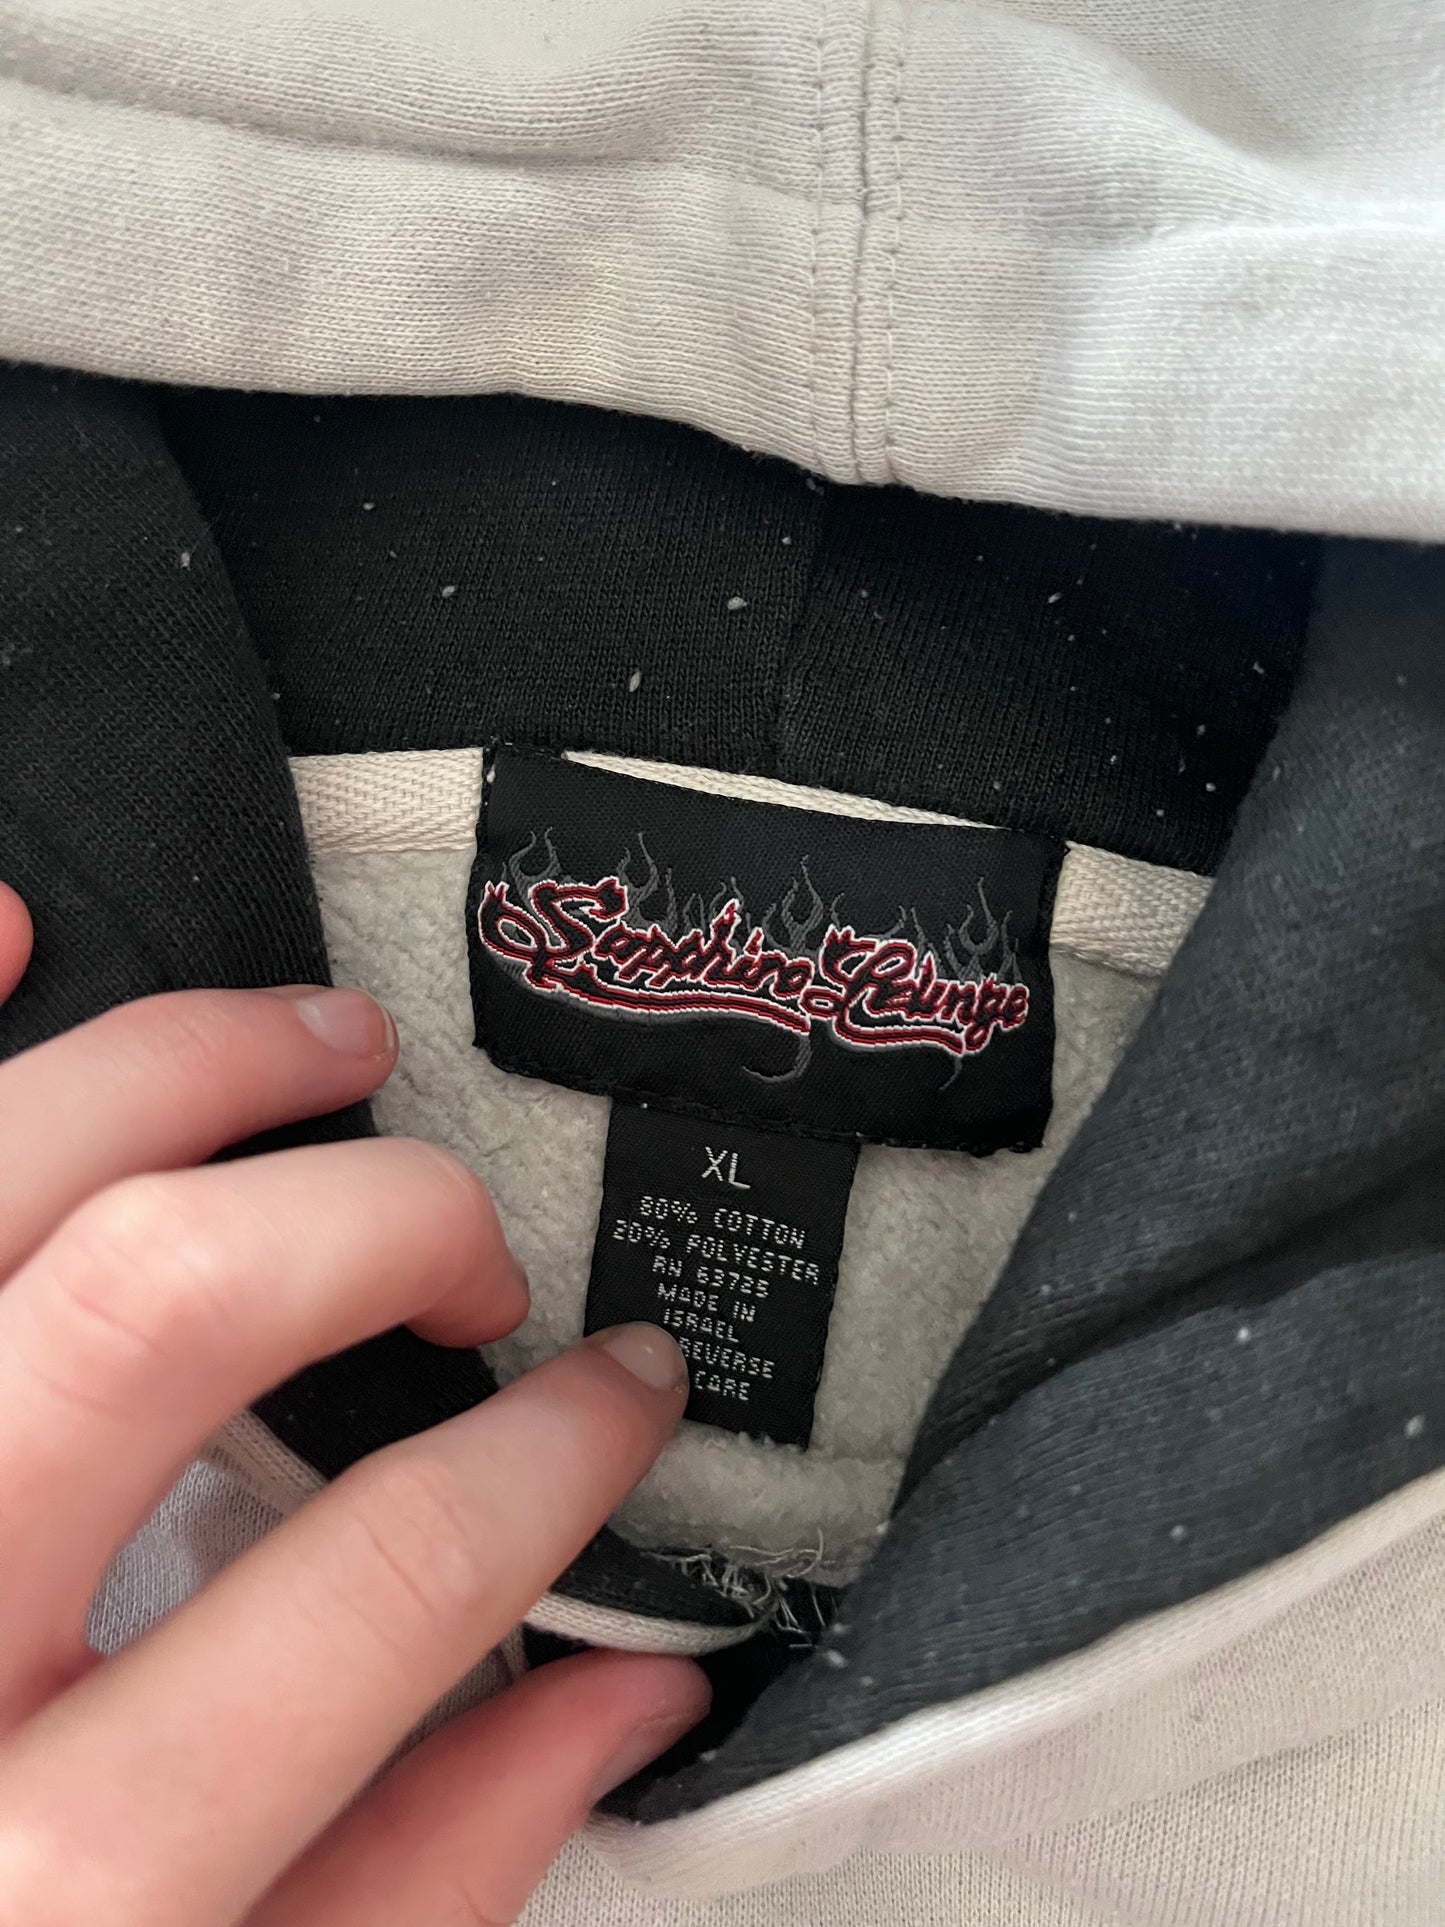 Sapphire Lounge
XL
80% COTTON
20% POLYESTER
RN 63725
MADE IN
ISRAEL
REVERSE
CARE